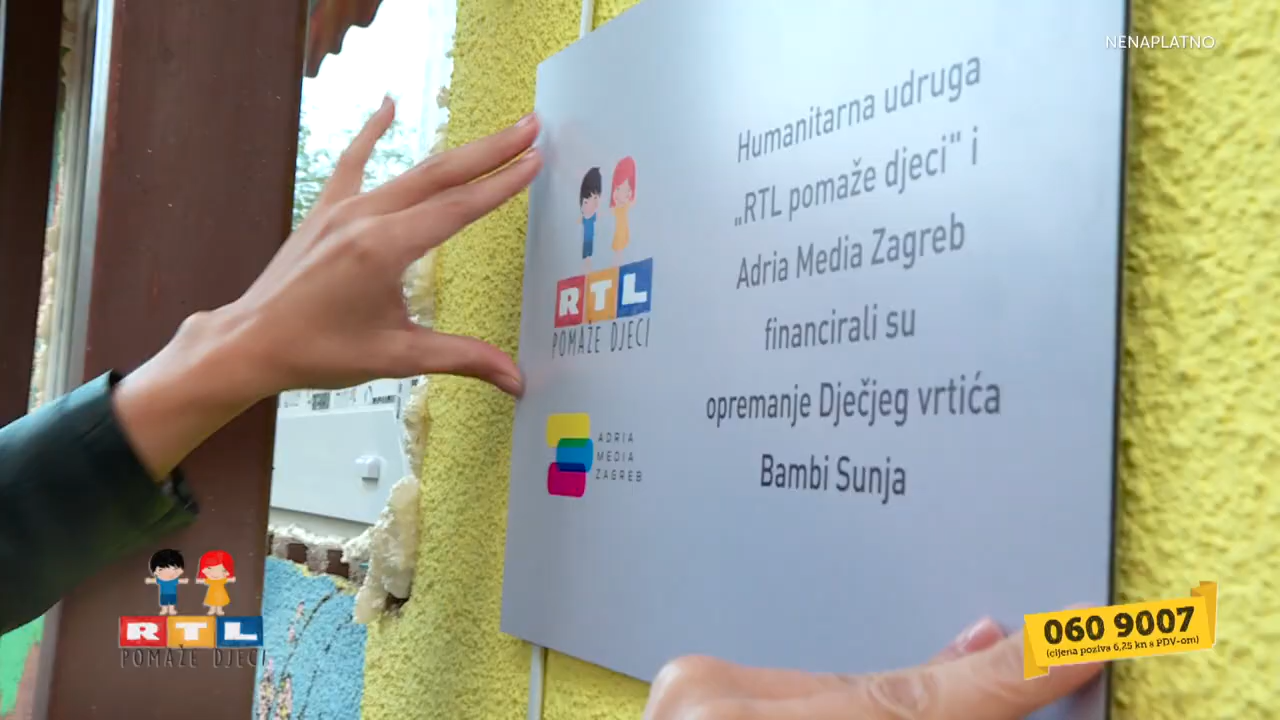 NENAPLATNO
Humanitarna udruga
„RTL pomaže djeci" i
Adria Media Zagreb
financirali su
opremanje Dječjeg vrtića
Bambi Sunja
RTL
POMAŽE DJECI
ADRIA
MEDIA
ZAGREB
RTL
POMAŽE DJECI
060 9007
(cijena poziva 6,25 kn s PDV-om)